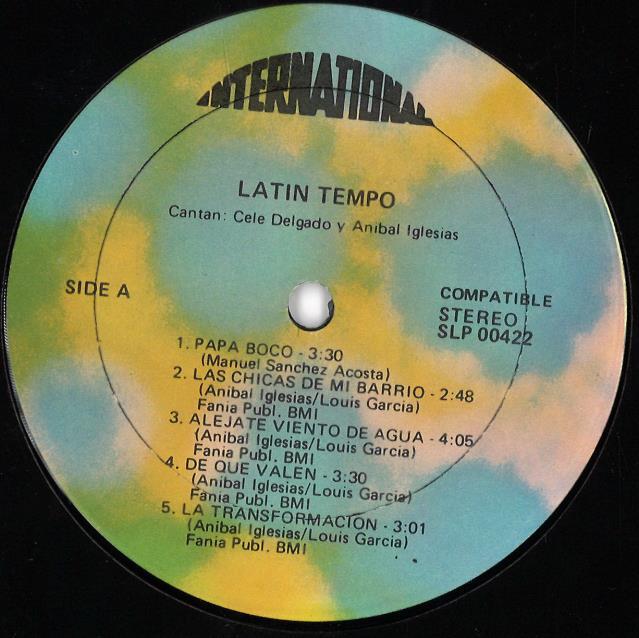 INTERNATIONAL
LATIN TEMPO
Cantan: Cele Delgado y Anibal Iglesias
SIDE A
COMPATIBLE
STEREO
SLP 00422
1. PAPA BOCO - 3:30
(Manuel Sanchez Acosta)
2. LAS CHICAS DE MI BARRIO - 2:48
(Anibal Iglesias/Louis Garcia)
Fania Publ. BMI
3. ALEJATE VIENTO DE AGUA - 4:05
(Anibal Iglesias/Louis Garcia)
Fania Publ. BMI
4. DE QUE VALEN - 3:30
(Anibal Iglesias/Louis Garcia)
Fania Publ. BMI
5. LA TRANSFORMACION - 3:01
(Anibal Iglesias/Louis Garcia)
Fania Publ. BMI